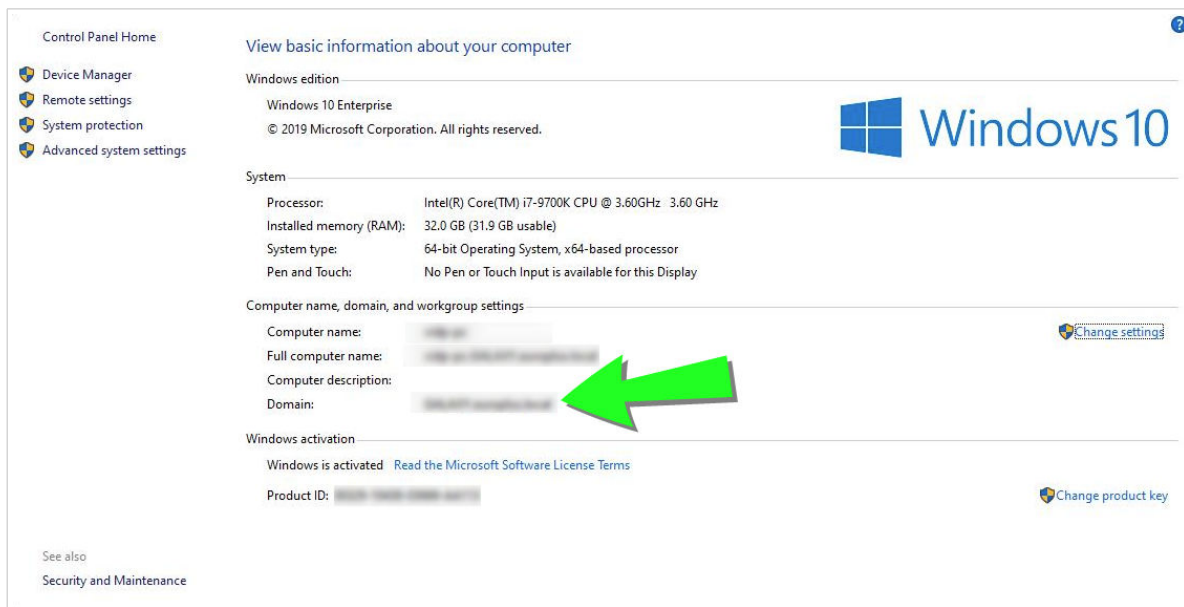 Control Panel Home
Device Manager
Remote settings
System protection
Advanced system settings
See also
Security and Maintenance
?
View basic information about your computer
Windows edition
Windows 10 Enterprise
© 2019 Microsoft Corporation. All rights reserved.
Windows 10
System
Processor: Intel(R) Core(TM) i7-9700K CPU @ 3.60GHz 3.60 GHz
Installed memory (RAM): 32.0 GB (31.9 GB usable)
System type: 64-bit Operating System, x64-based processor
Pen and Touch: No Pen or Touch Input is available for this Display
Computer name, domain, and workgroup settings
Computer name:
Change settings
Full computer name:
Computer description:
Domain:
Windows activation
Windows is activated Read the Microsoft Software License Terms
Product ID:
Change product key